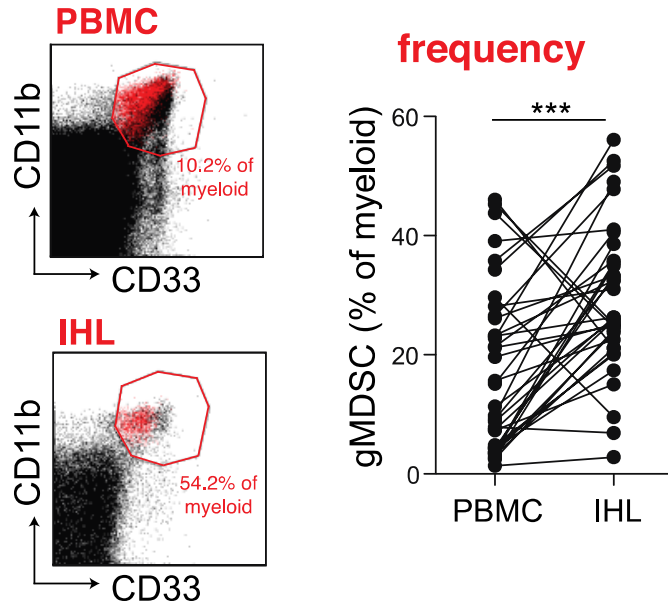 PBMC
CD11b
10.2% of
myeloid
CD33
IHL
CD11b
54.2% of
myeloid
CD33
frequency
***
gMDSC (% of myeloid)
60
40
20
0
PBMC IHL